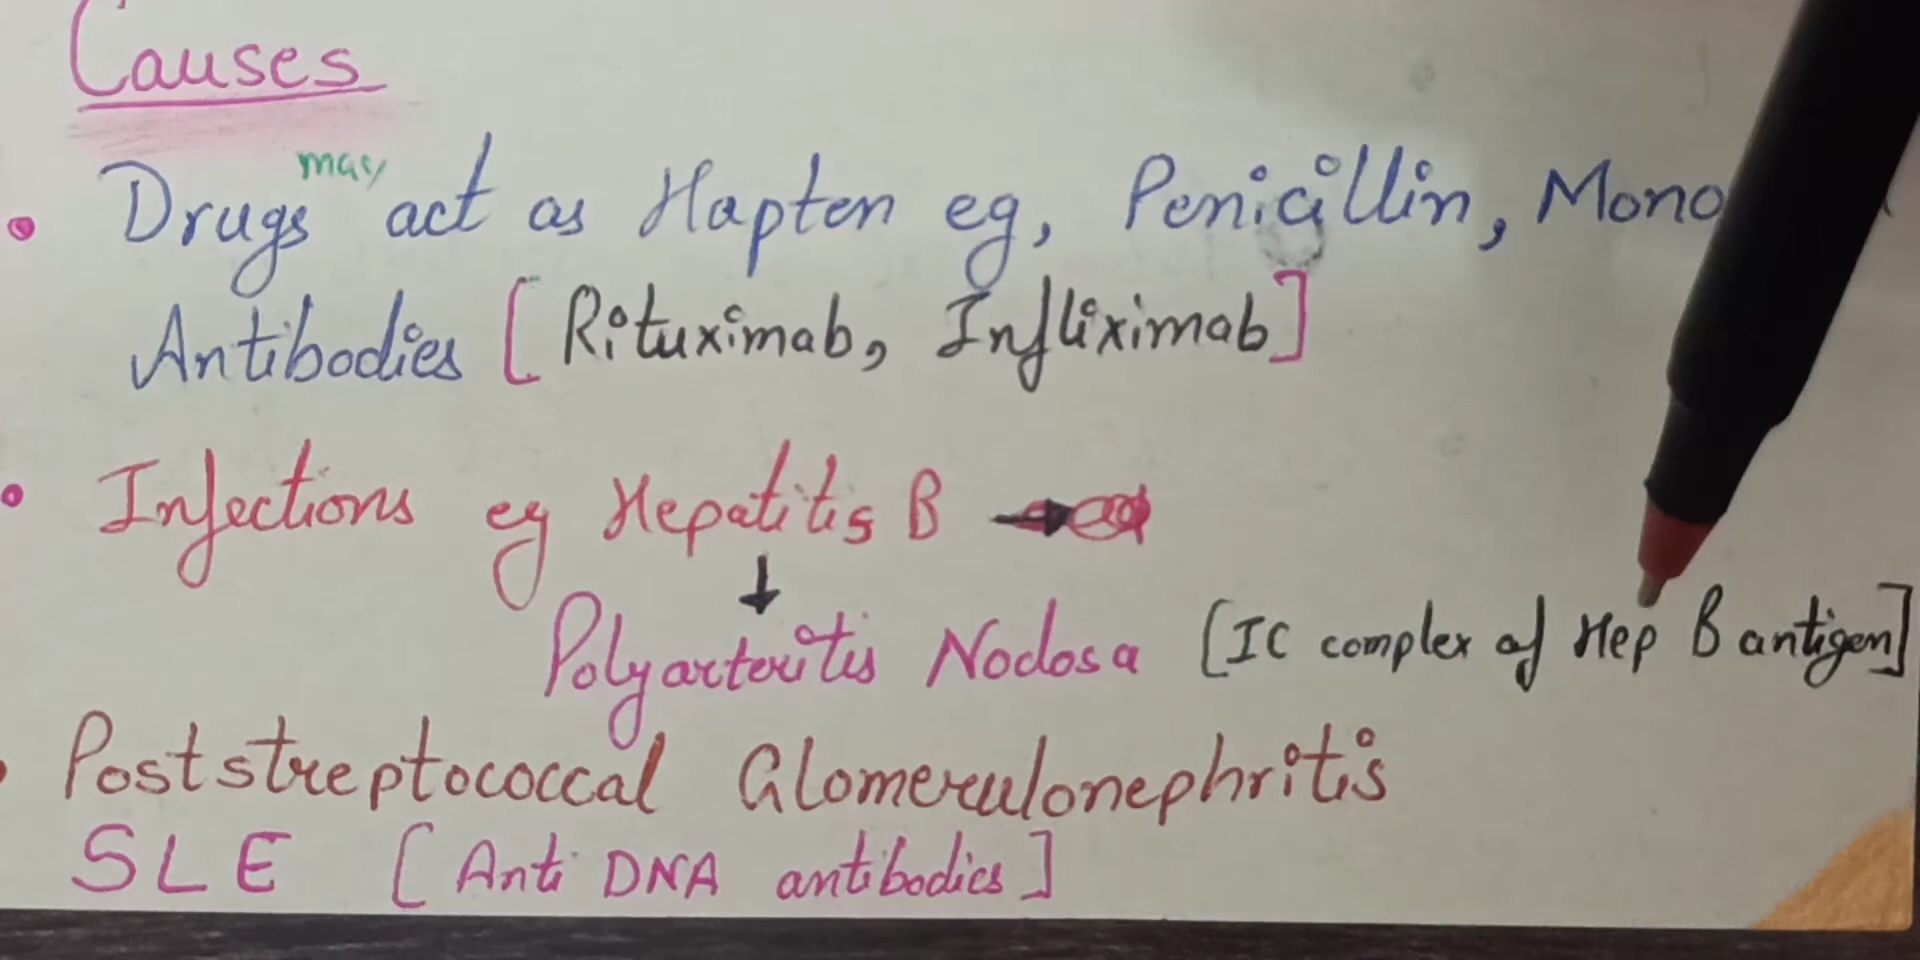 Causes
• Drugs may act as Hapten eg, Penicillin, Mono
Antibodies [Rituximab, Infliximab]
• Infections eg Hepatitis B →
↓
Polyarteritis Nodosa [IC complex of Hep B antigen]
• Poststreptococcal Glomerulonephritis
SLE [Anti DNA antibodies]